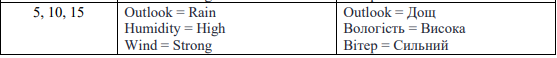 5, 10, 15
Outlook = Rain
Humidity = High
Wind = Strong
Outlook = Дощ
Вологість = Висока
Вітер = Сильний